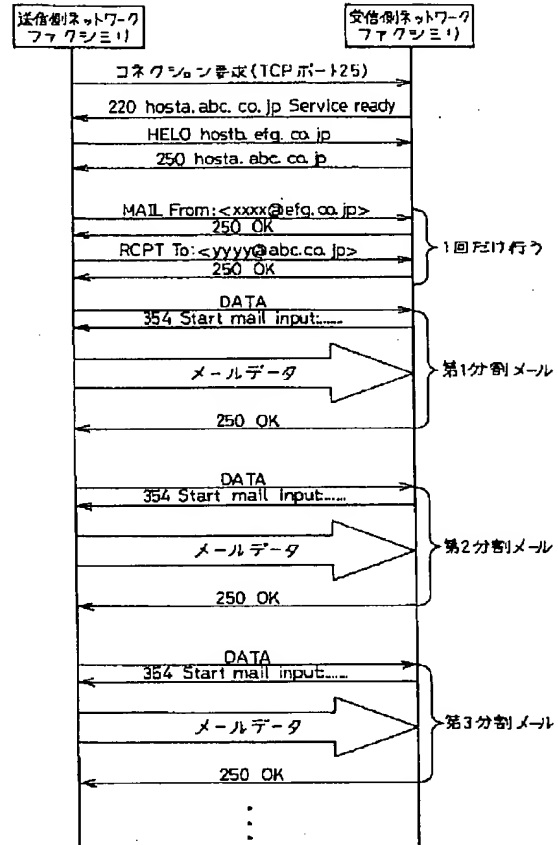 送信側ネットワーク
ファクシミリ
受信側ネットワーク
ファクシミリ
コネクション要求(TCPポート25)
220 hosta.abc.co.jp Service ready
HELO hostb.efg.co.jp
250 hosta.abc.co.jp
MAIL From:<xxxx@efg.co.jp>
250 OK
RCPT To:<yyyy@abc.co.jp>
250 OK
1回だけ行う
DATA
354 Start mail input:......
メールデータ
第1分割メール
250 OK
DATA
354 Start mail input:......
メールデータ
第2分割メール
250 OK
DATA
354 Start mail input:......
メールデータ
第3分割メール
250 OK